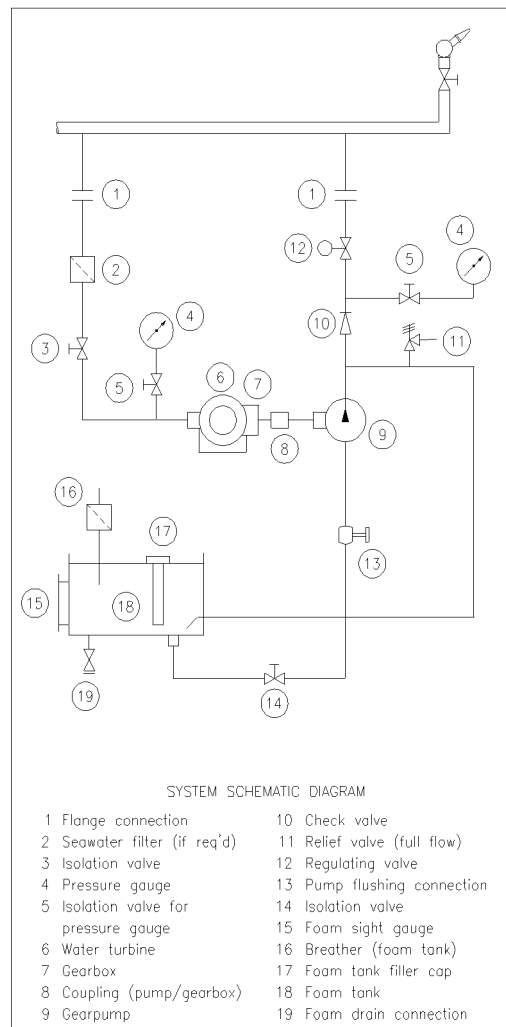 1
1
4
12
2
5
4
10
3
11
5
6
7
8
9
16
17
13
15
18
19
14
SYSTEM SCHEMATIC DIAGRAM
1 Flange connection
2 Seawater filter (if req'd)
3 Isolation valve
4 Pressure gauge
5 Isolation valve for
pressure gauge
6 Water turbine
7 Gearbox
8 Coupling (pump/gearbox)
9 Gearpump
10 Check valve
11 Relief valve (full flow)
12 Regulating valve
13 Pump flushing connection
14 Isolation valve
15 Foam sight gauge
16 Breather (foam tank)
17 Foam tank filler cap
18 Foam tank
19 Foam drain connection